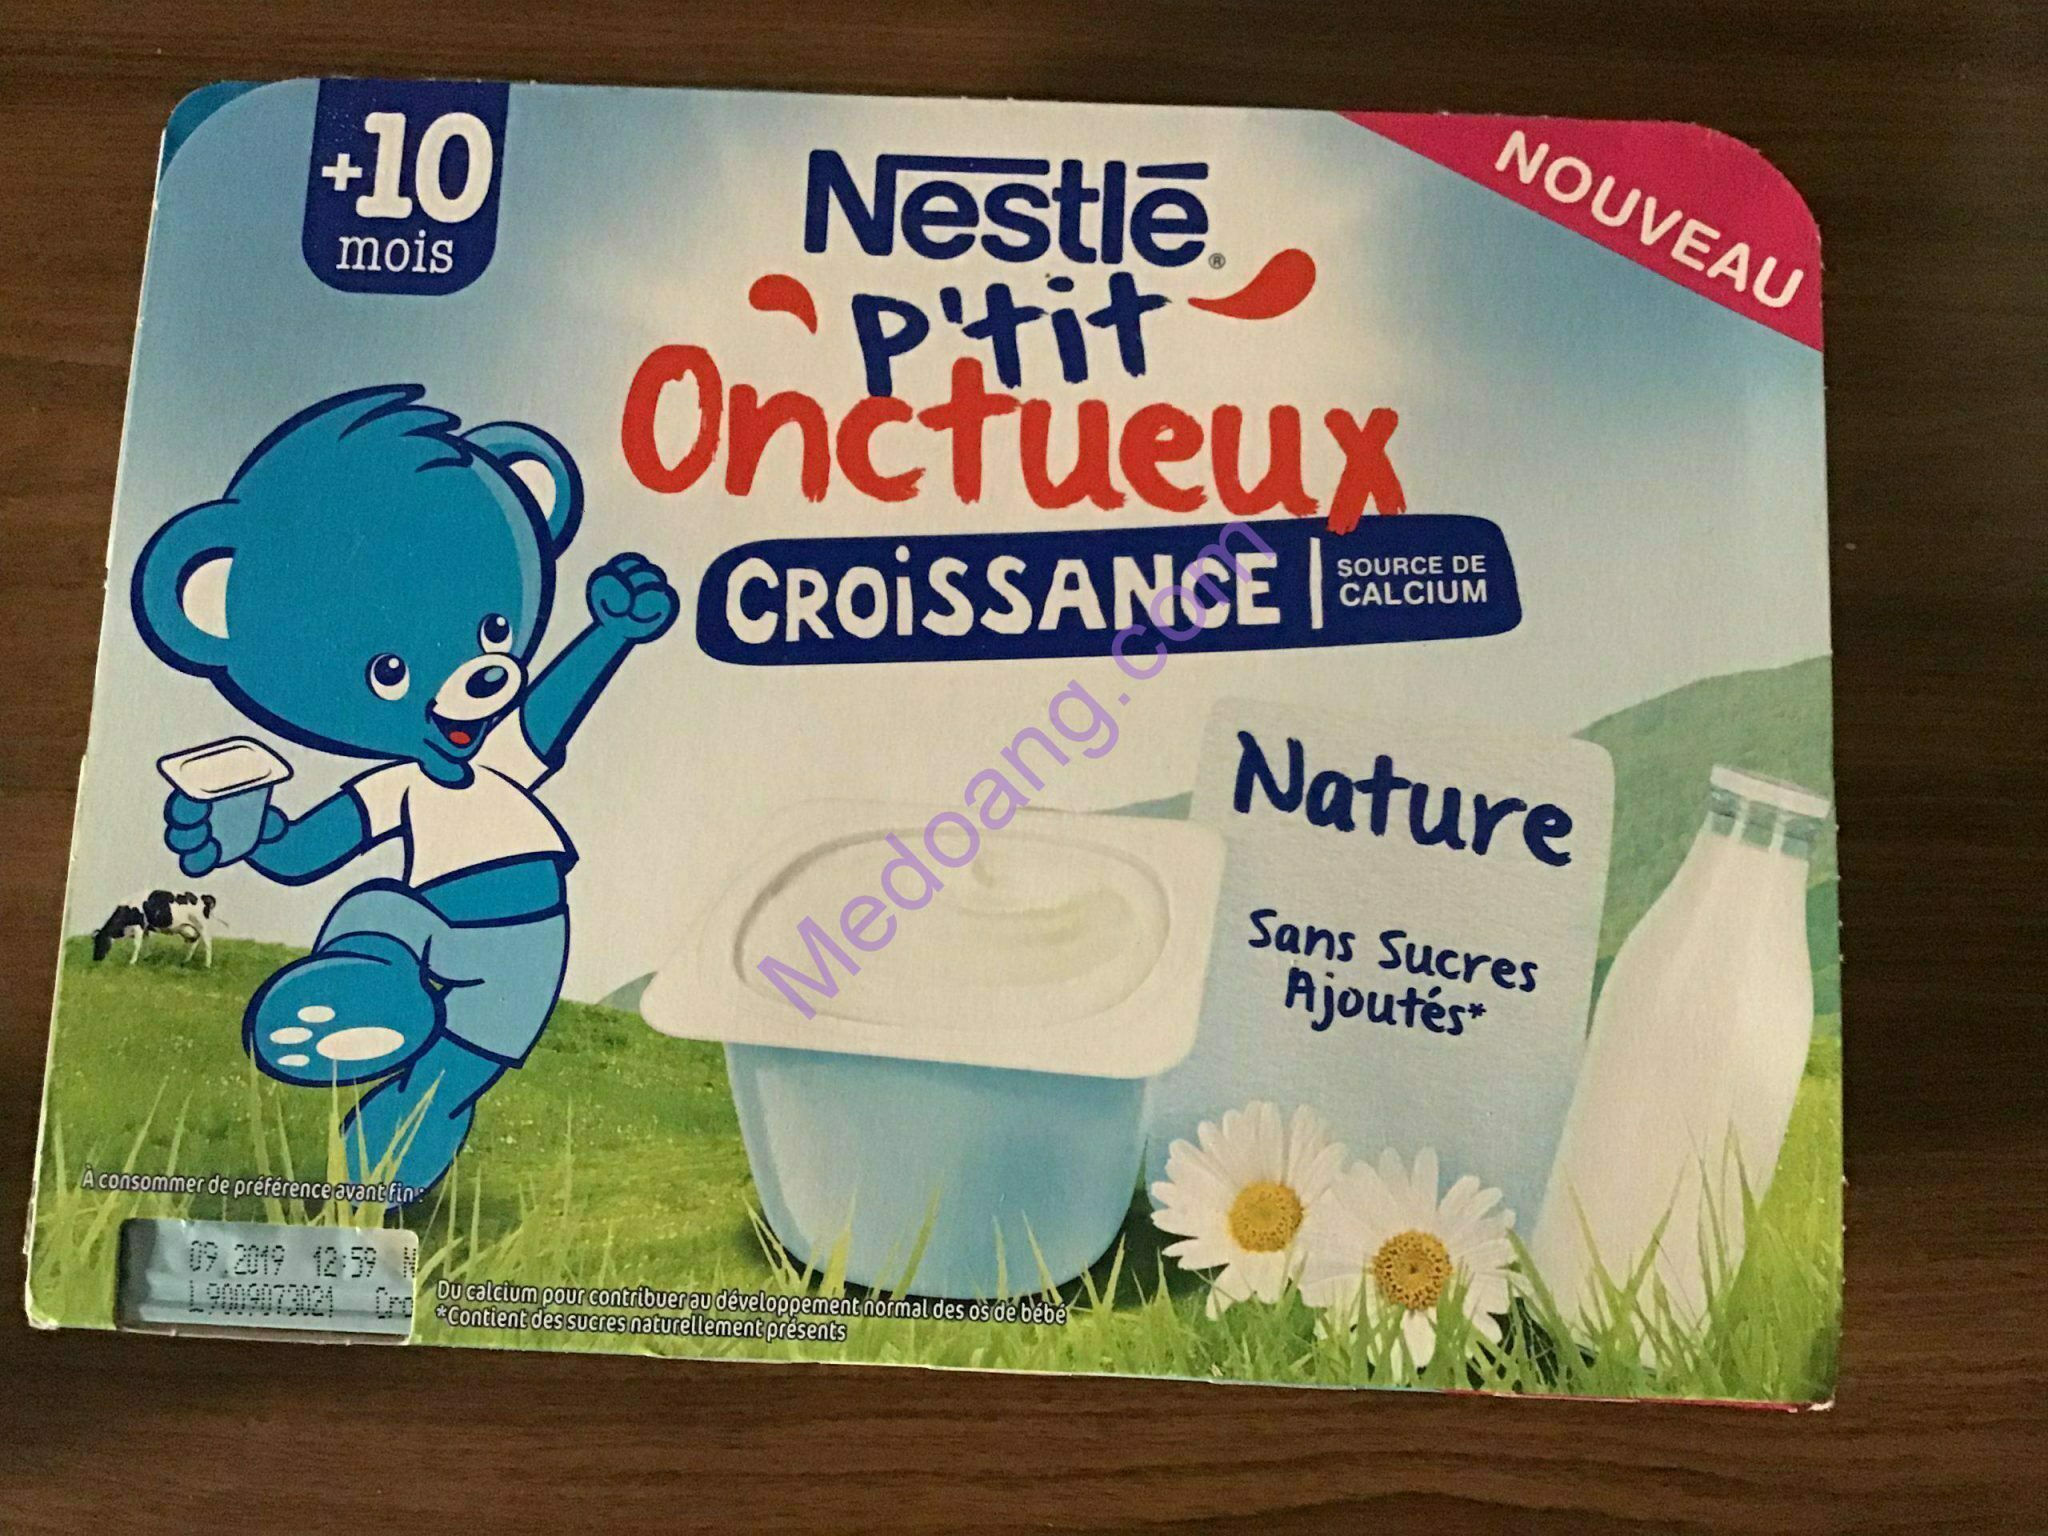 +10
mois
NOUVEAU
Nestlé®
P'tit
Onctueux
CROiSSANCE
SOURCE DE
CALCIUM
Nature
Sans Sucres
Ajoutés*
Medoang.com
À consommer de préférence avant fin :
09.2019 12:59 N
L9009073021 Cro
Du calcium pour contribuer au développement normal des os de bébé
*Contient des sucres naturellement présents